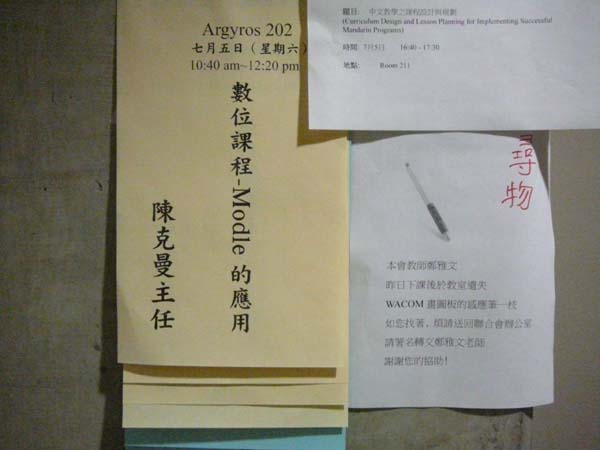 Argyros 202
七月五日（星期六）
10:40 am~12:20 pm
數位課程-Modle 的應用
陳克曼主任
題目: 中文教學之課程設計與規劃
(Curriculum Design and Lesson Planning for Implementing Successful
Mandarin Programs)
時間: 7月5日 16:40 - 17:30
地點: Room 211
尋物
本會教師鄭雅文
昨日下課後於教室遺失
WACOM 畫圖板的感應筆一枝
如您找著，煩請送回聯合會辦公室
請署名轉交鄭雅文老師
謝謝您的協助!